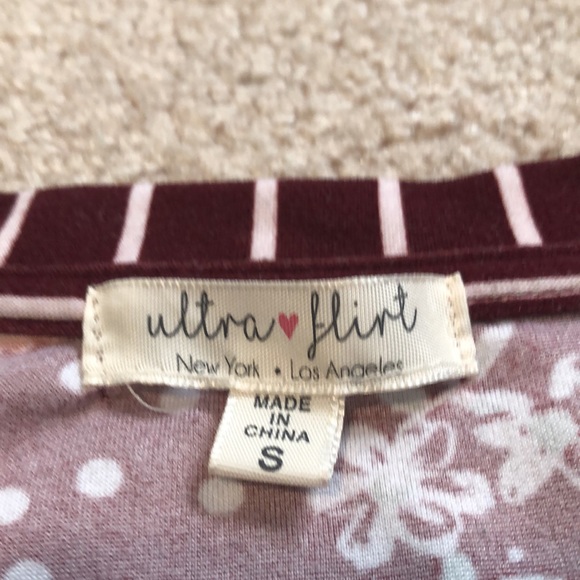 ultra♥flirt
New York • Los Angeles
MADE
IN
CHINA
S